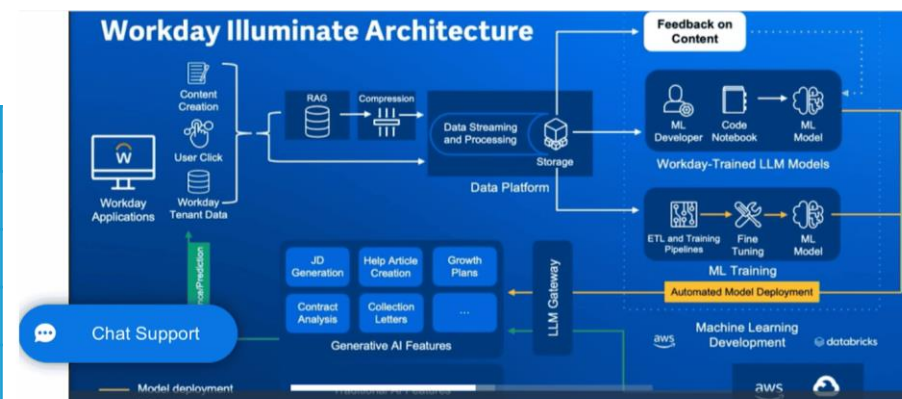 Workday Illuminate Architecture
Feedback on
Content
Content
Creation
User Click
Workday
Tenant Data
W
Workday
Applications
RAG
Compression
Data Streaming
and Processing
Storage
Data Platform
ML
Developer
Code
Notebook
ML
Model
Workday-Trained LLM Models
ETL and Training
Pipelines
Fine
Tuning
ML
Model
ML Training
Automated Model Deployment
JD
Generation
Help Article
Creation
Growth
Plans
Contract
Analysis
Collection
Letters
...
Generative AI Features
LLM Gateway
Chat Support
aws
Machine Learning
Development
databricks
Model deployment
Traditional AI Features
aws